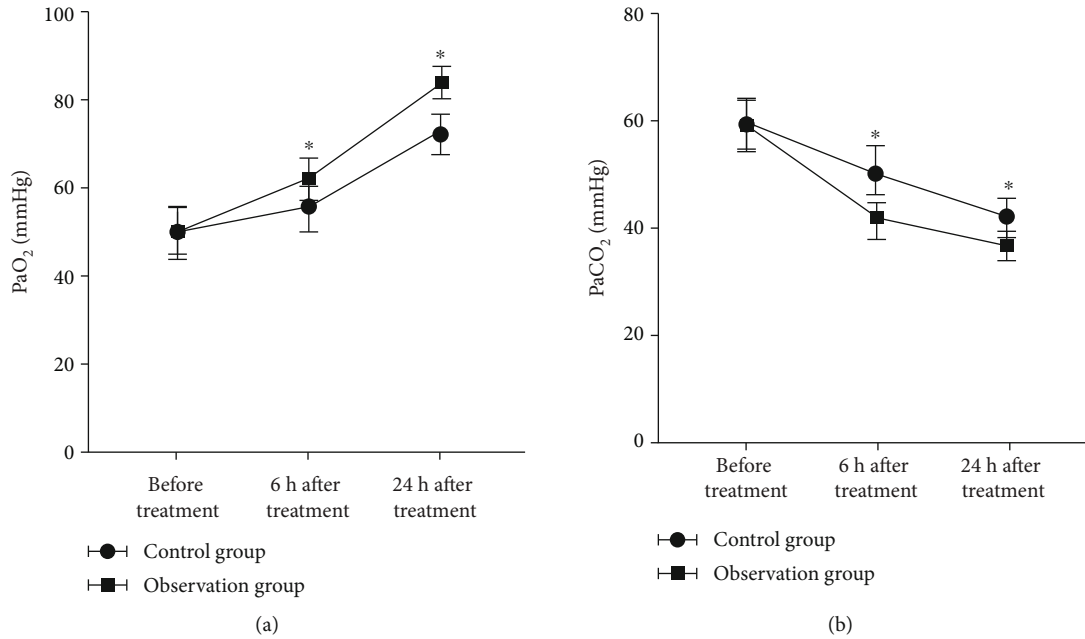 100
80
60
40
20
0
PaO₂ (mmHg)
*
*
Before treatment
6 h after treatment
24 h after treatment
Control group
Observation group
(a)
80
60
40
20
0
PaCO₂ (mmHg)
*
*
Before treatment
6 h after treatment
24 h after treatment
Control group
Observation group
(b)